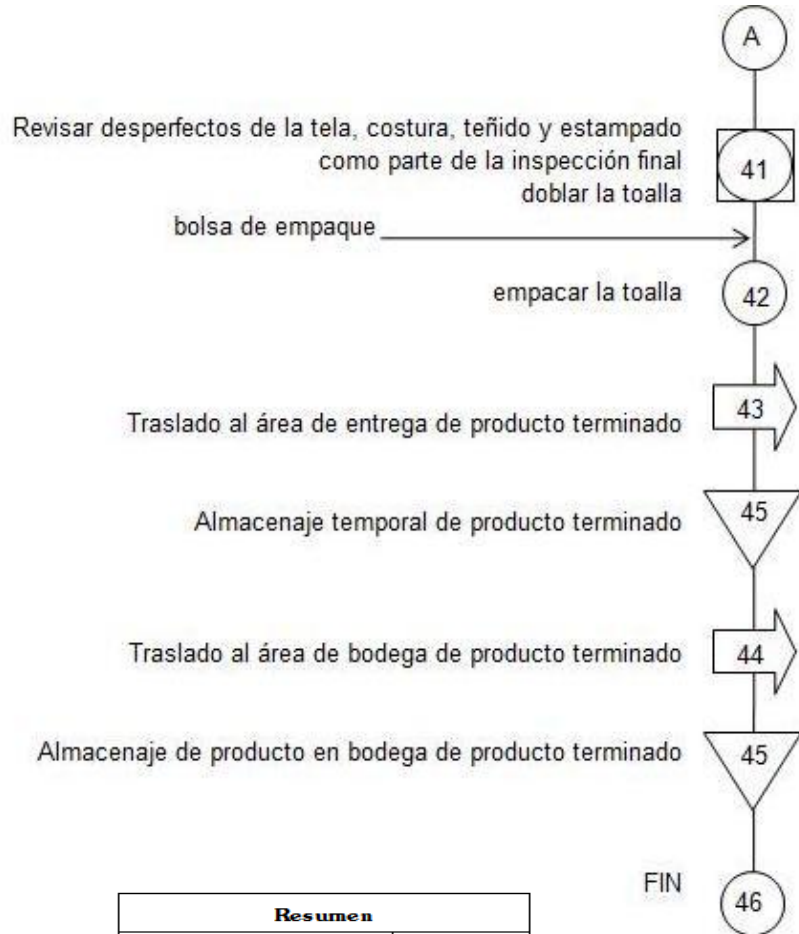 A
Revisar desperfectos de la tela, costura, teñido y estampado
como parte de la inspección final
doblar la toalla
41
bolsa de empaque
empacar la toalla
42
Traslado al área de entrega de producto terminado
43
Almacenaje temporal de producto terminado
45
Traslado al área de bodega de producto terminado
44
Almacenaje de producto en bodega de producto terminado
45
FIN
46
Resumen